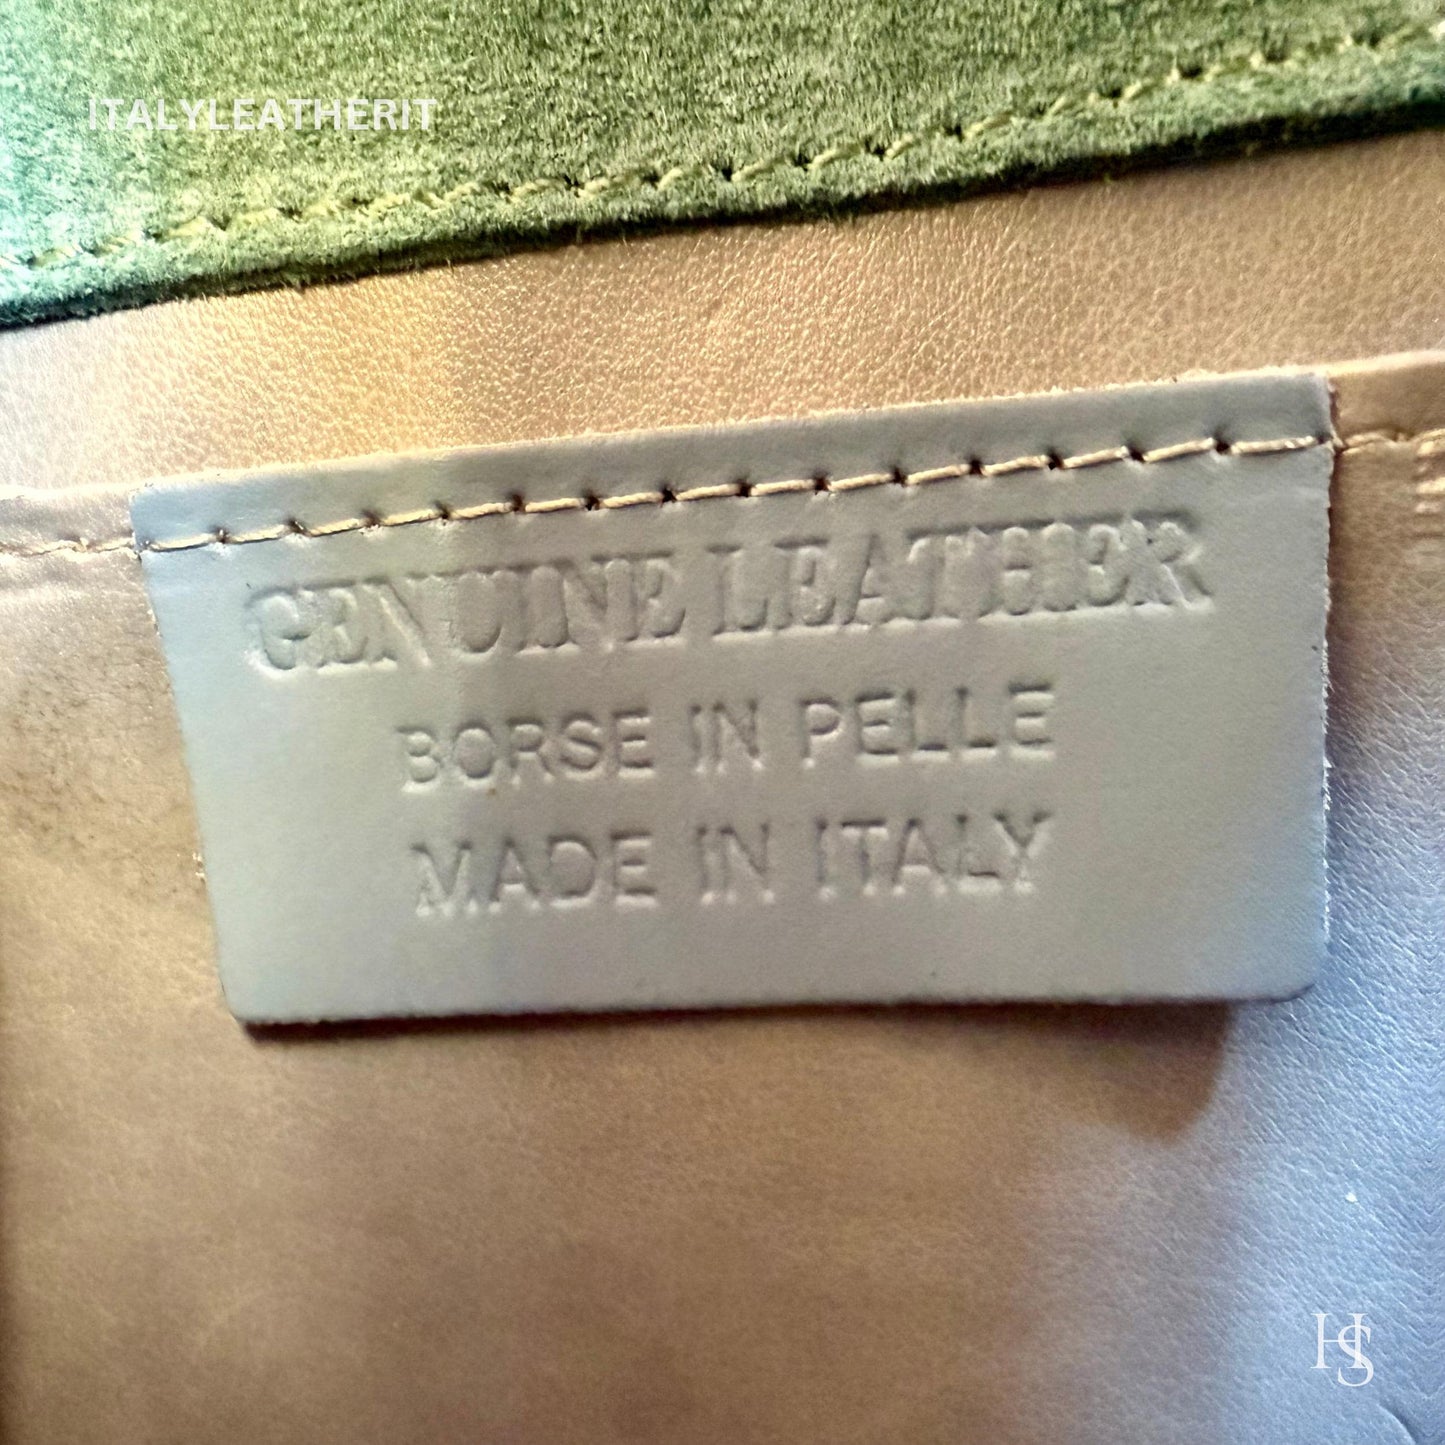 ITALYLEATHERIT
GENUINE LEATHER
BORSE IN PELLE
MADE IN ITALY
HS